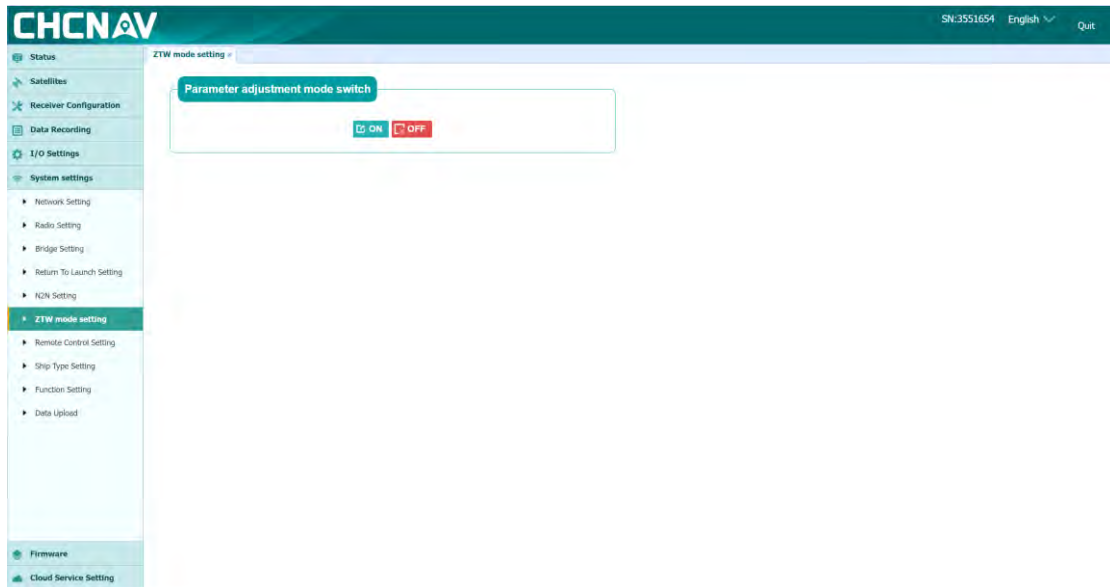 CHCNAV
SN:3551654 English Quit
Status
Satellites
Receiver Configuration
Data Recording
I/O Settings
System settings
Network Setting
Radio Setting
Bridge Setting
Return To Launch Setting
N2N Setting
ZTW mode setting
Remote Control Setting
Ship Type Setting
Function Setting
Data Upload
Firmware
Cloud Service Setting
ZTW mode setting ×
Parameter adjustment mode switch
ON OFF